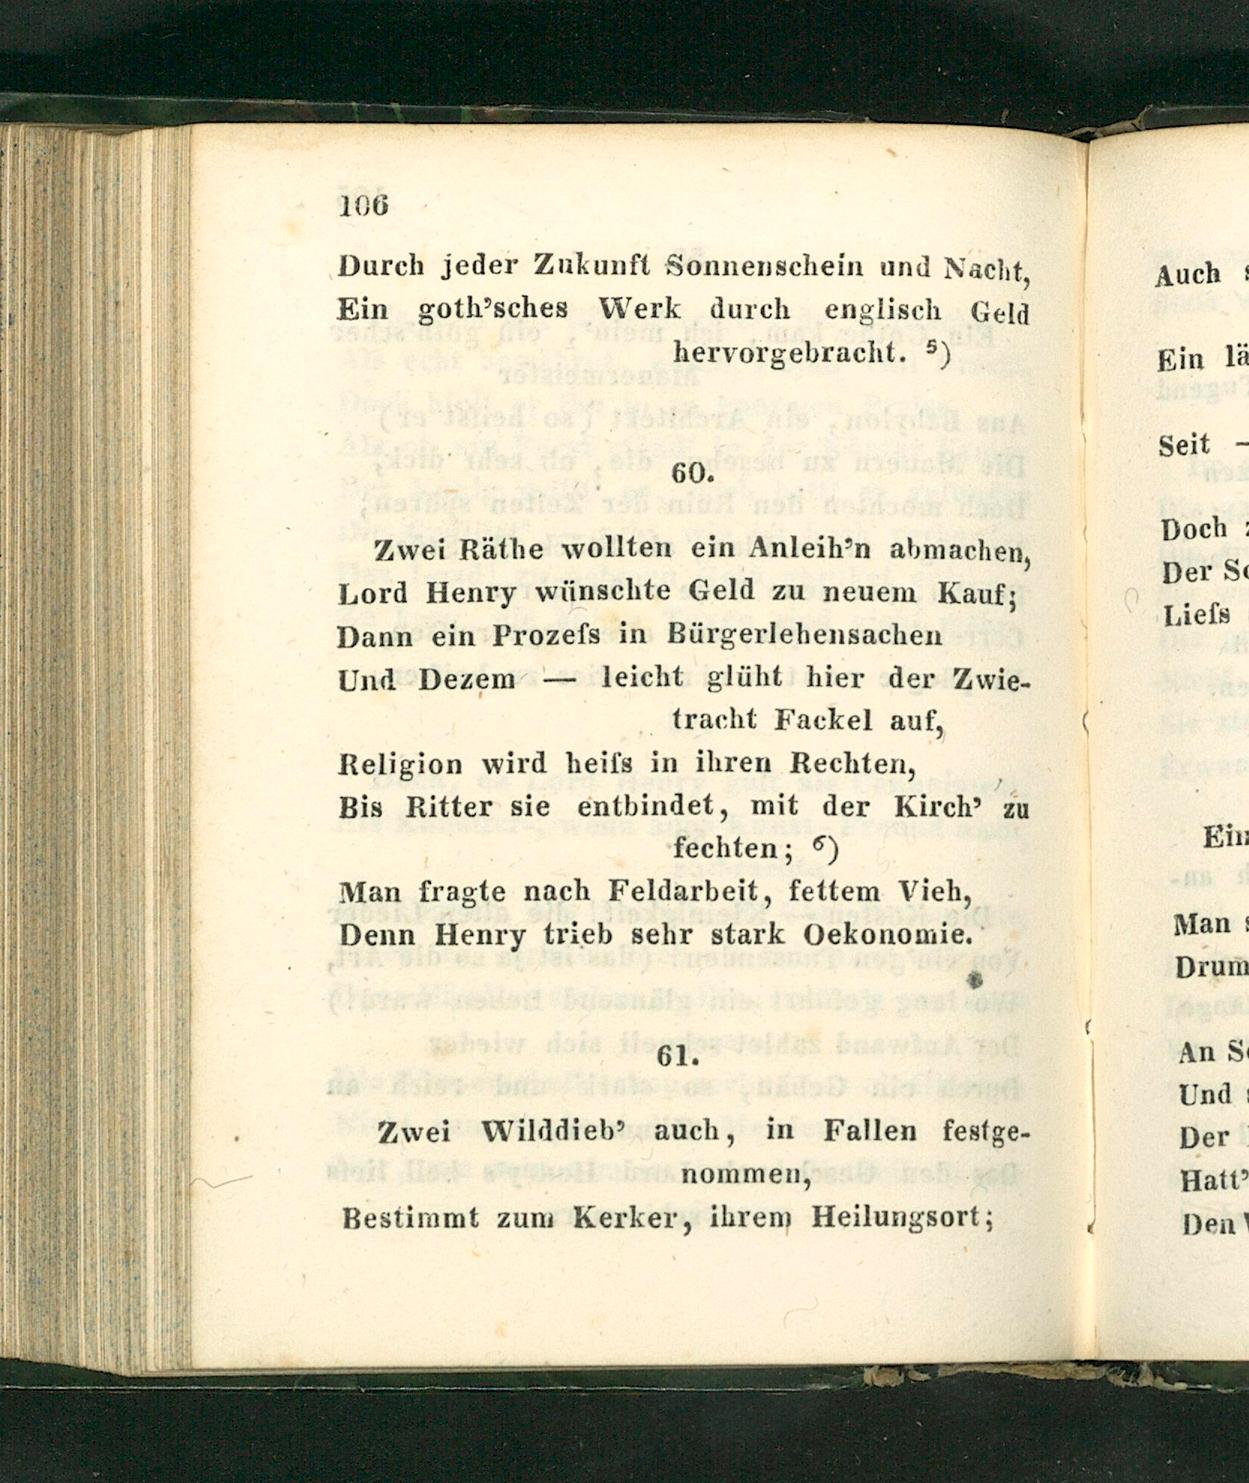 106
Durch jeder Zukunft Sonnenschein und Nacht,
Ein goth’sches Werk durch englisch Geld
hervorgebracht. ⁵)
60.
Zwei Räthe wollten ein Anleih’n abmachen,
Lord Henry wünschte Geld zu neuem Kauf;
Dann ein Prozeſs in Bürgerlehensachen
Und Dezem — leicht glüht hier der Zwie-
tracht Fackel auf,
Religion wird heiſs in ihren Rechten,
Bis Ritter sie entbindet, mit der Kirch’ zu
fechten; ⁶)
Man fragte nach Feldarbeit, fettem Vieh,
Denn Henry trieb sehr stark Oekonomie.
61.
Zwei Wilddieb’ auch, in Fallen festge-
nommen,
Bestimmt zum Kerker, ihrem Heilungsort;
Auch
Ein
Seit —
Doch
Der
Lieſs
Man
Drum
An
Und
Der
Hatt’
Den